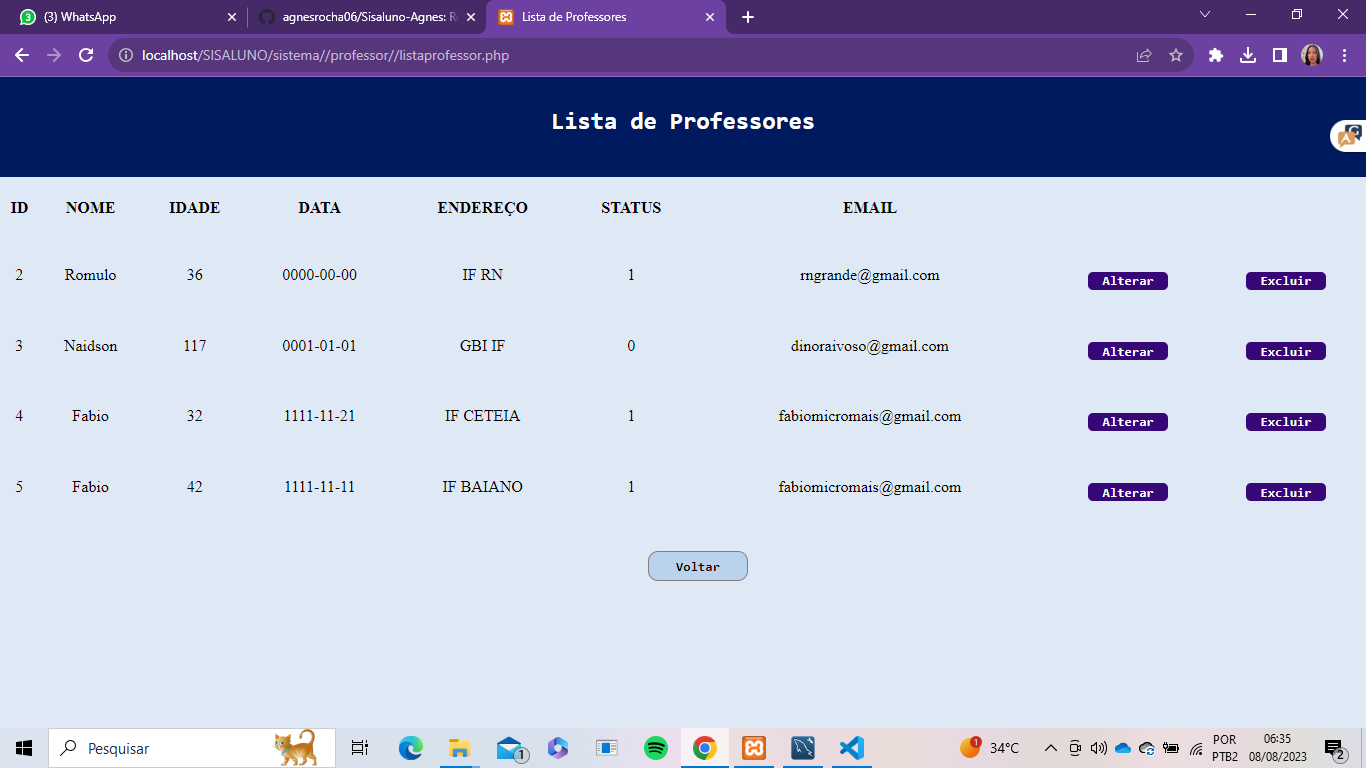 (3) WhatsApp
agnesrocha06/Sisaluno-Agnes: R
Lista de Professores
localhost/SISALUNO/sistema//professor//listaprofessor.php
Lista de Professores
ID NOME IDADE DATA ENDEREÇO STATUS EMAIL
2 Romulo 36 0000-00-00 IF RN 1 rngrande@gmail.com Alterar Excluir
3 Naidson 117 0001-01-01 GBI IF 0 dinoraivoso@gmail.com Alterar Excluir
4 Fabio 32 1111-11-21 IF CETEIA 1 fabiomicromais@gmail.com Alterar Excluir
5 Fabio 42 1111-11-11 IF BAIANO 1 fabiomicromais@gmail.com Alterar Excluir
Voltar
Pesquisar
1
1
34°C
POR
PTB2
06:35
08/08/2023
2